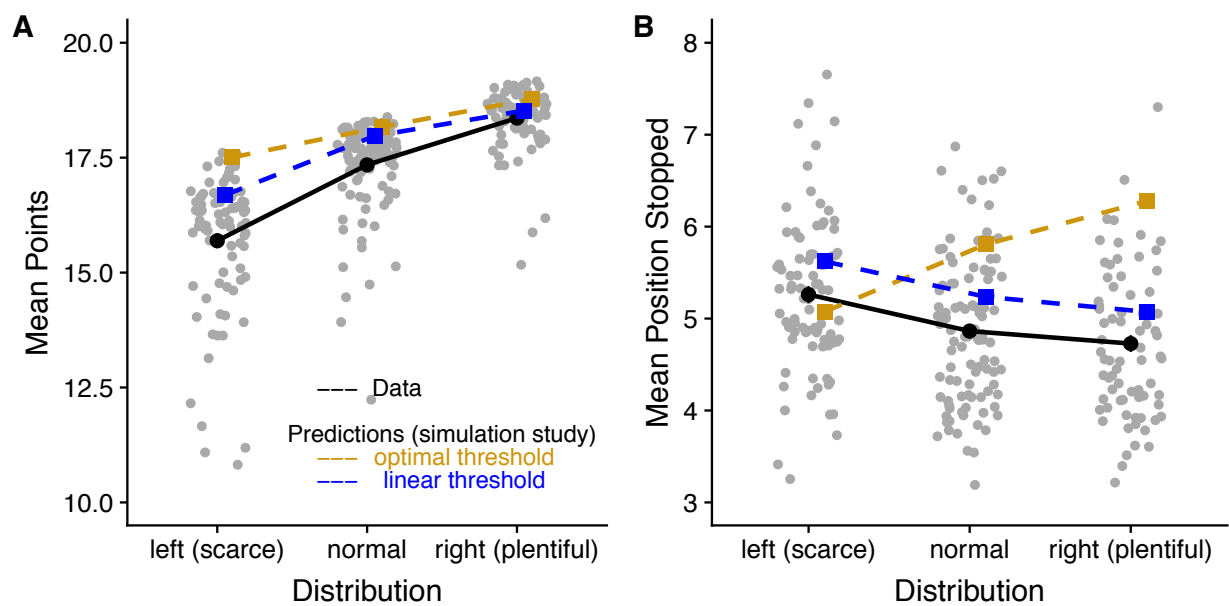 A
Mean Points
20.0
17.5
15.0
12.5
10.0
Data
Predictions (simulation study)
optimal threshold
linear threshold
left (scarce)
normal
right (plentiful)
Distribution
B
Mean Position Stopped
8
7
6
5
4
3
left (scarce)
normal
right (plentiful)
Distribution